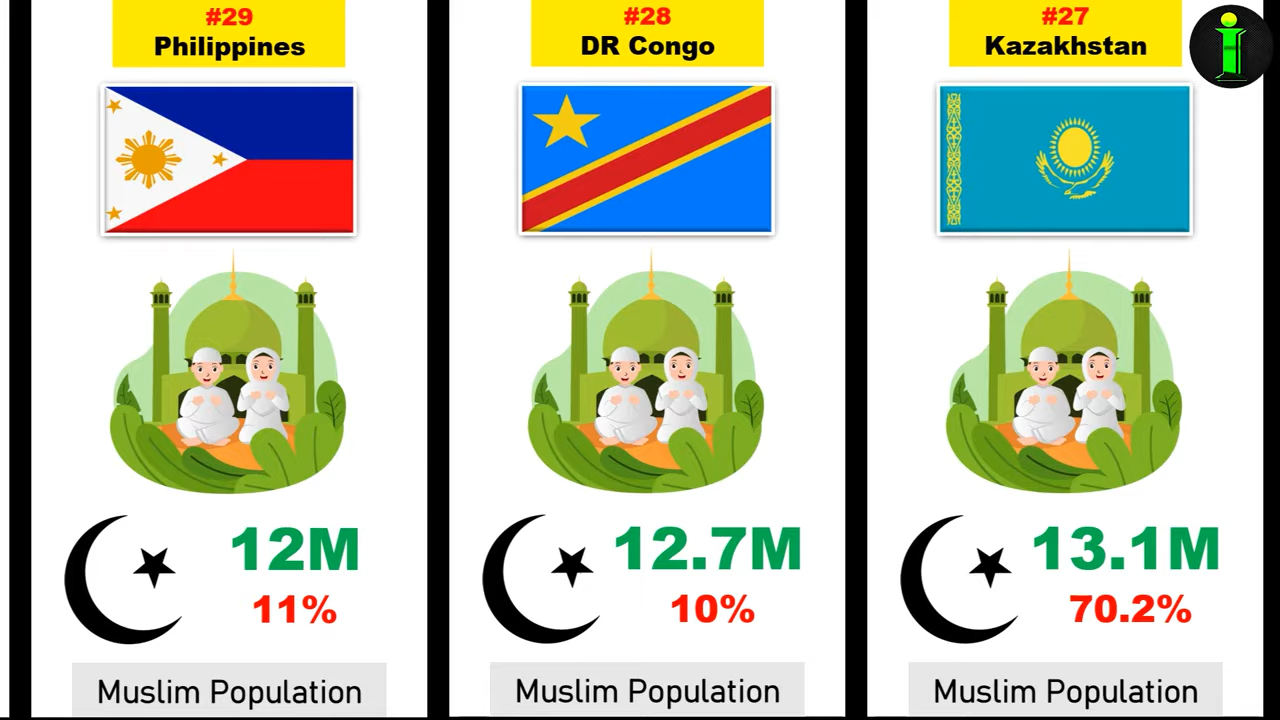 #29
Philippines
12M
11%
Muslim Population
#28
DR Congo
12.7M
10%
Muslim Population
#27
Kazakhstan
13.1M
70.2%
Muslim Population